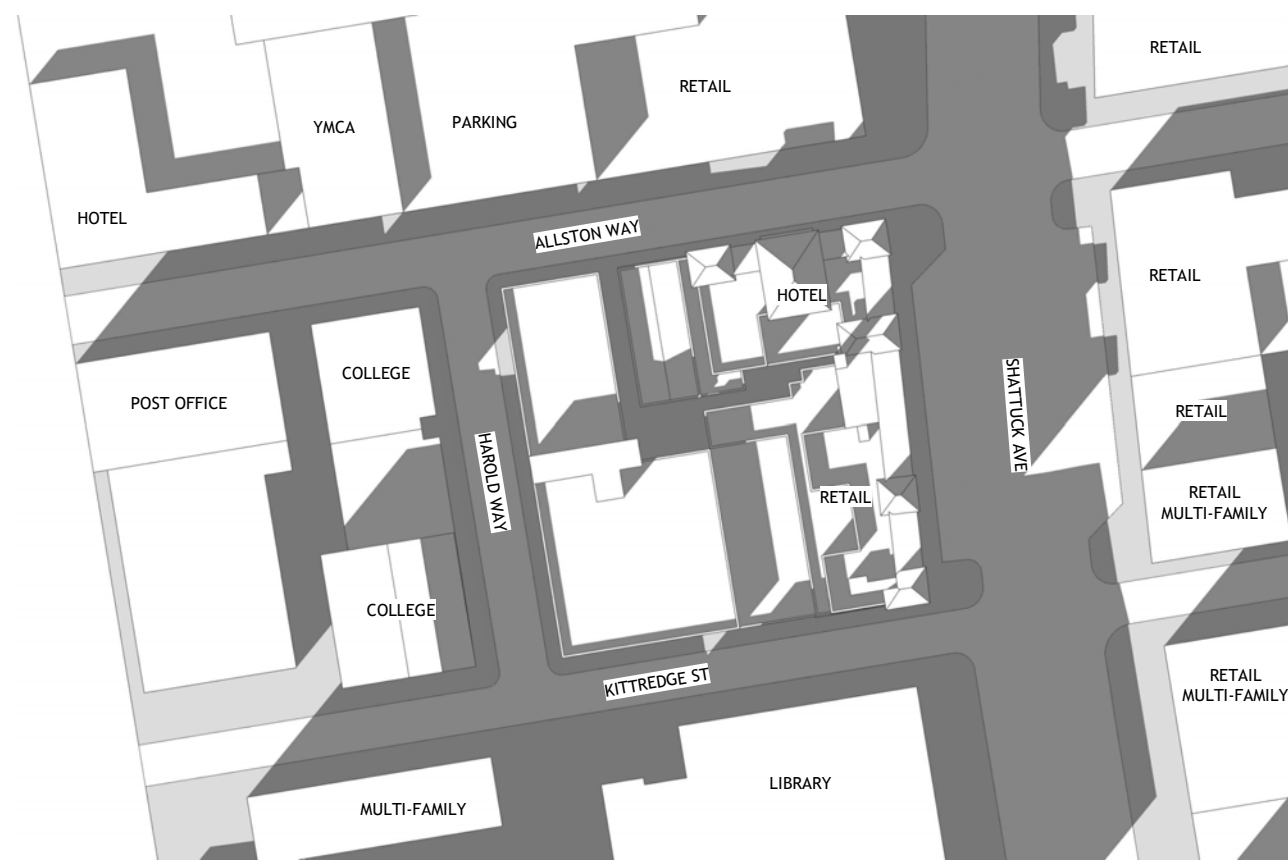 RETAIL
RETAIL
YMCA
PARKING
HOTEL
ALLSTON WAY
HOTEL
RETAIL
COLLEGE
POST OFFICE
SHATTUCK AVE
RETAIL
HAROLD WAY
RETAIL
RETAIL
MULTI-FAMILY
COLLEGE
KITTREDGE ST
RETAIL
MULTI-FAMILY
LIBRARY
MULTI-FAMILY